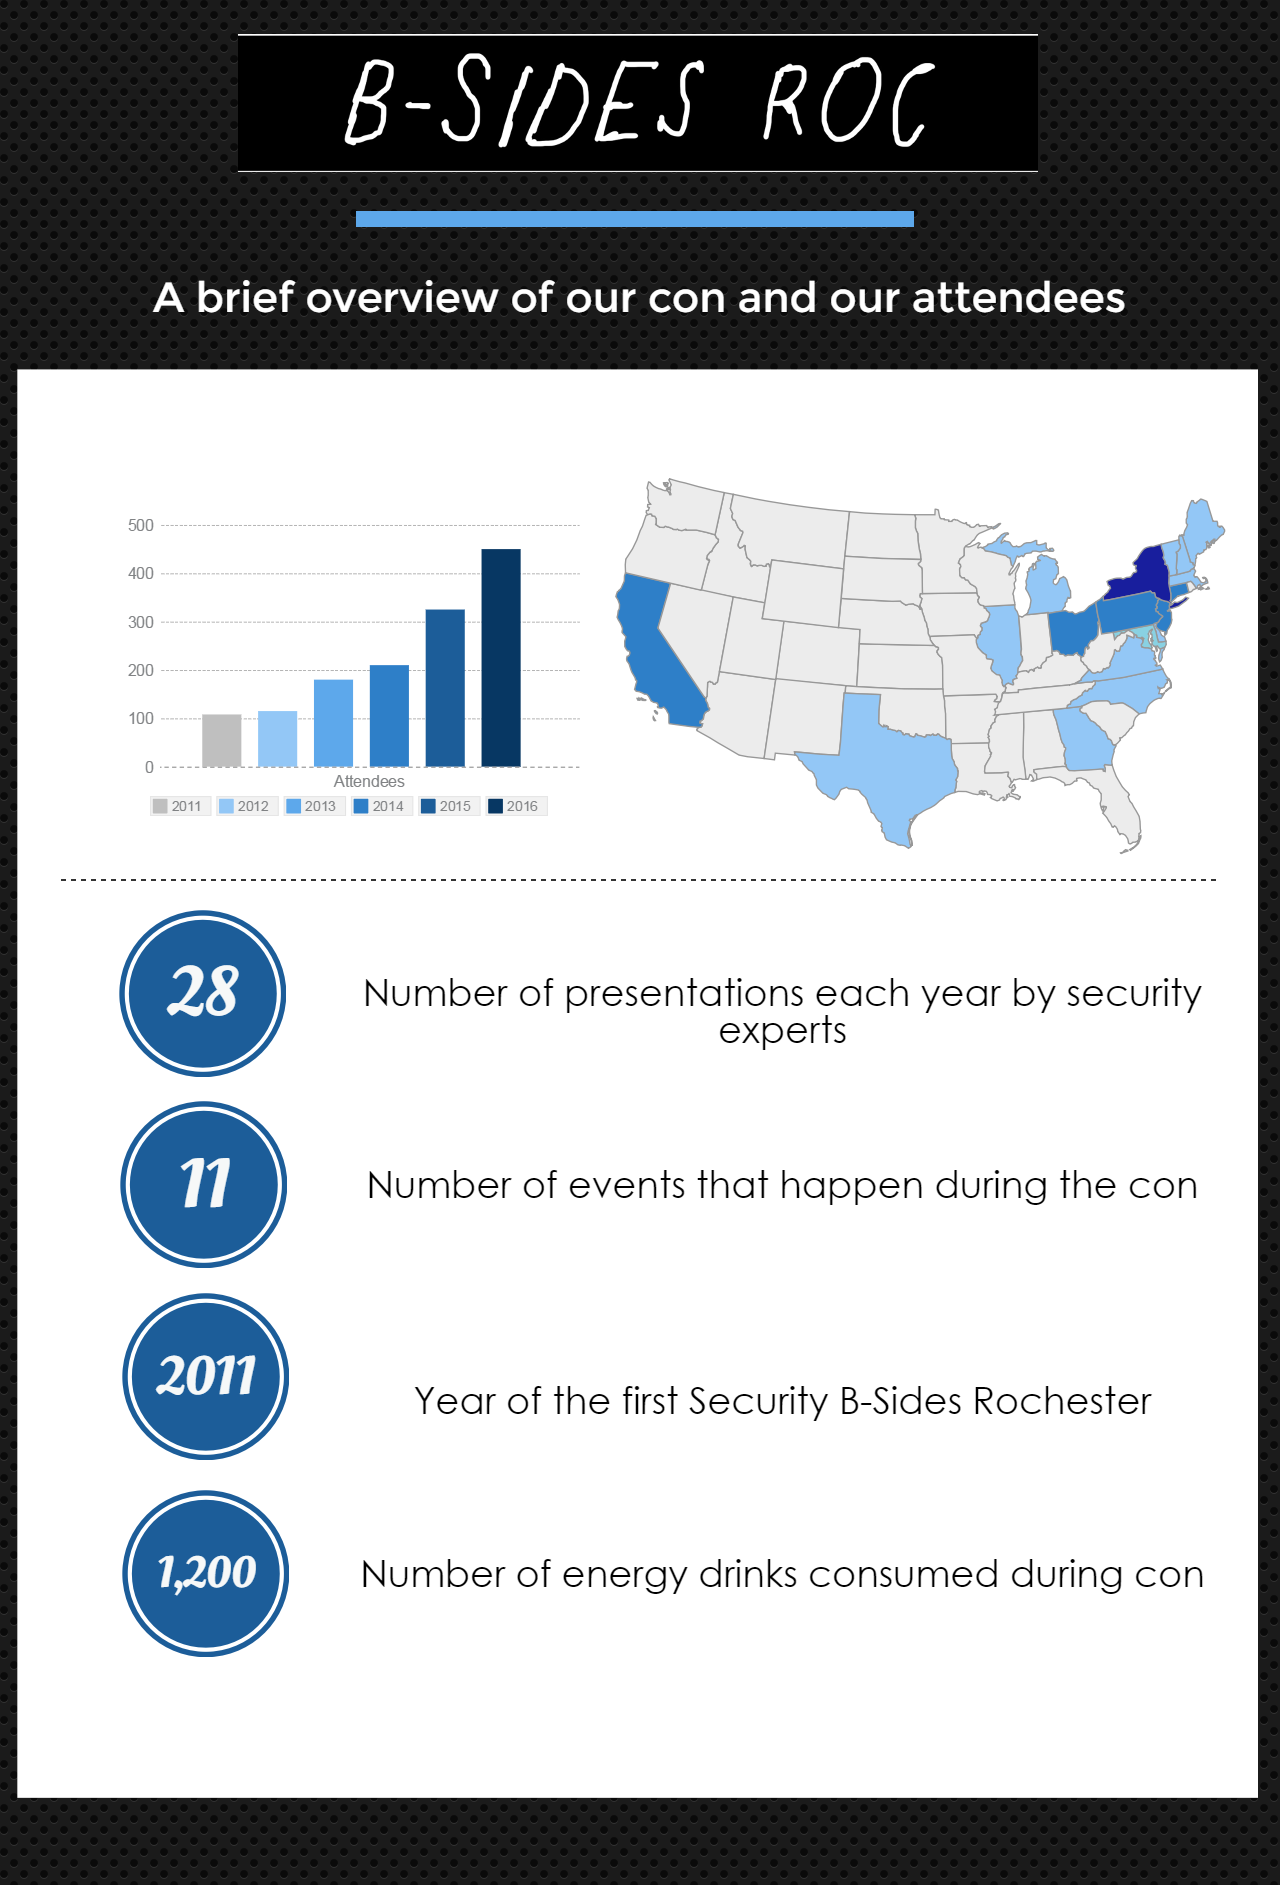 B-SIDES ROC
A brief overview of our con and our attendees
500
400
300
200
100
0
Attendees
2011 2012 2013 2014 2015 2016
28
Number of presentations each year by security
experts
11
Number of events that happen during the con
2011
Year of the first Security B-Sides Rochester
1,200
Number of energy drinks consumed during con